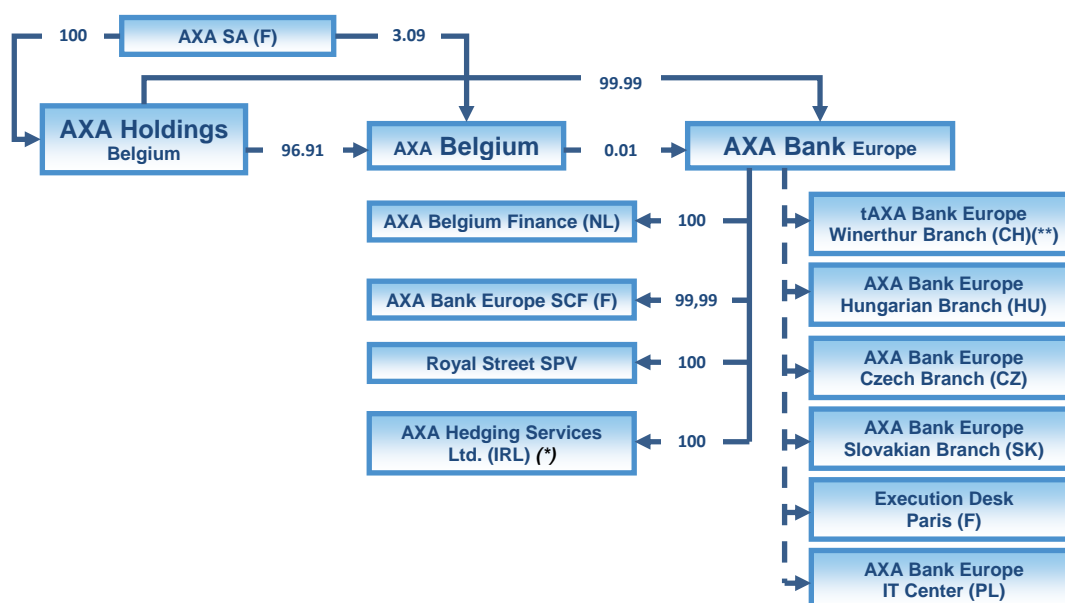 100
AXA SA (F)
3.09
99.99
AXA Holdings
Belgium
96.91
AXA Belgium
0.01
AXA Bank Europe
AXA Belgium Finance (NL)
100
tAXA Bank Europe
Winerthur Branch (CH)(**)
AXA Bank Europe SCF (F)
99,99
AXA Bank Europe
Hungarian Branch (HU)
Royal Street SPV
100
AXA Bank Europe
Czech Branch (CZ)
AXA Hedging Services
Ltd. (IRL) (*)
100
AXA Bank Europe
Slovakian Branch (SK)
Execution Desk
Paris (F)
AXA Bank Europe
IT Center (PL)